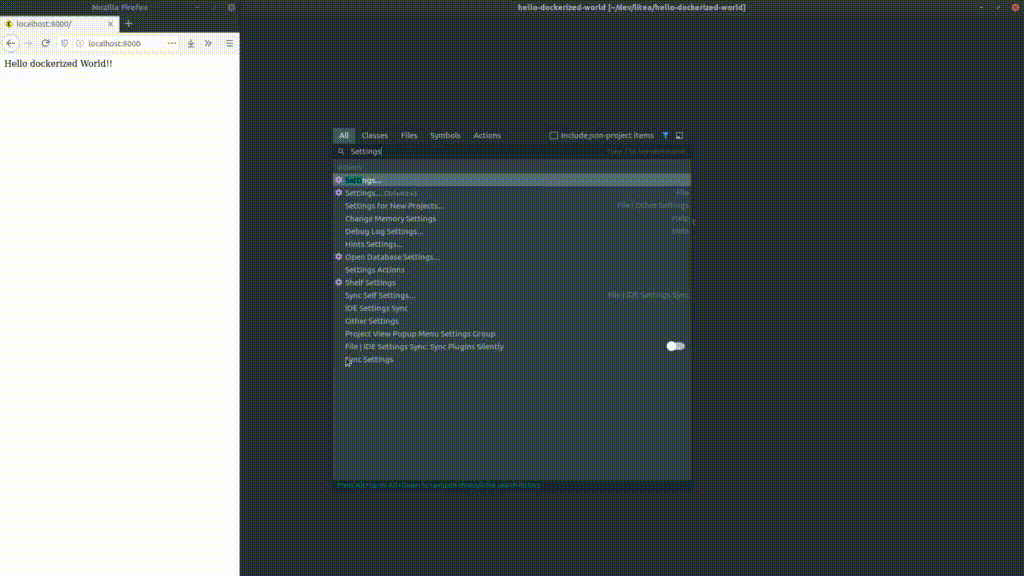 Mozilla Firefox
hello-dockerized-world [~/dev/litea/hello-dockerized-world]
localhost:8000/
localhost:8000
Hello dockerized World!!
All Classes Files Symbols Actions Include non-project items
Settings
Actions
Settings...
Settings... Ctrl+Alt+S File
Settings for New Projects... File | Other Settings
Change Memory Settings Help
Debug Log Settings... Help
Hints Settings...
Open Database Settings...
Settings Actions
Shelf Settings
Sync Self Settings... File | IDE Settings Sync
IDE Settings Sync
Other Settings
Project View Popup Menu Settings Group
File | IDE Settings Sync: Sync Plugins Silently
Sync Settings
Press Alt+Up or Alt+Down to navigate through the search history